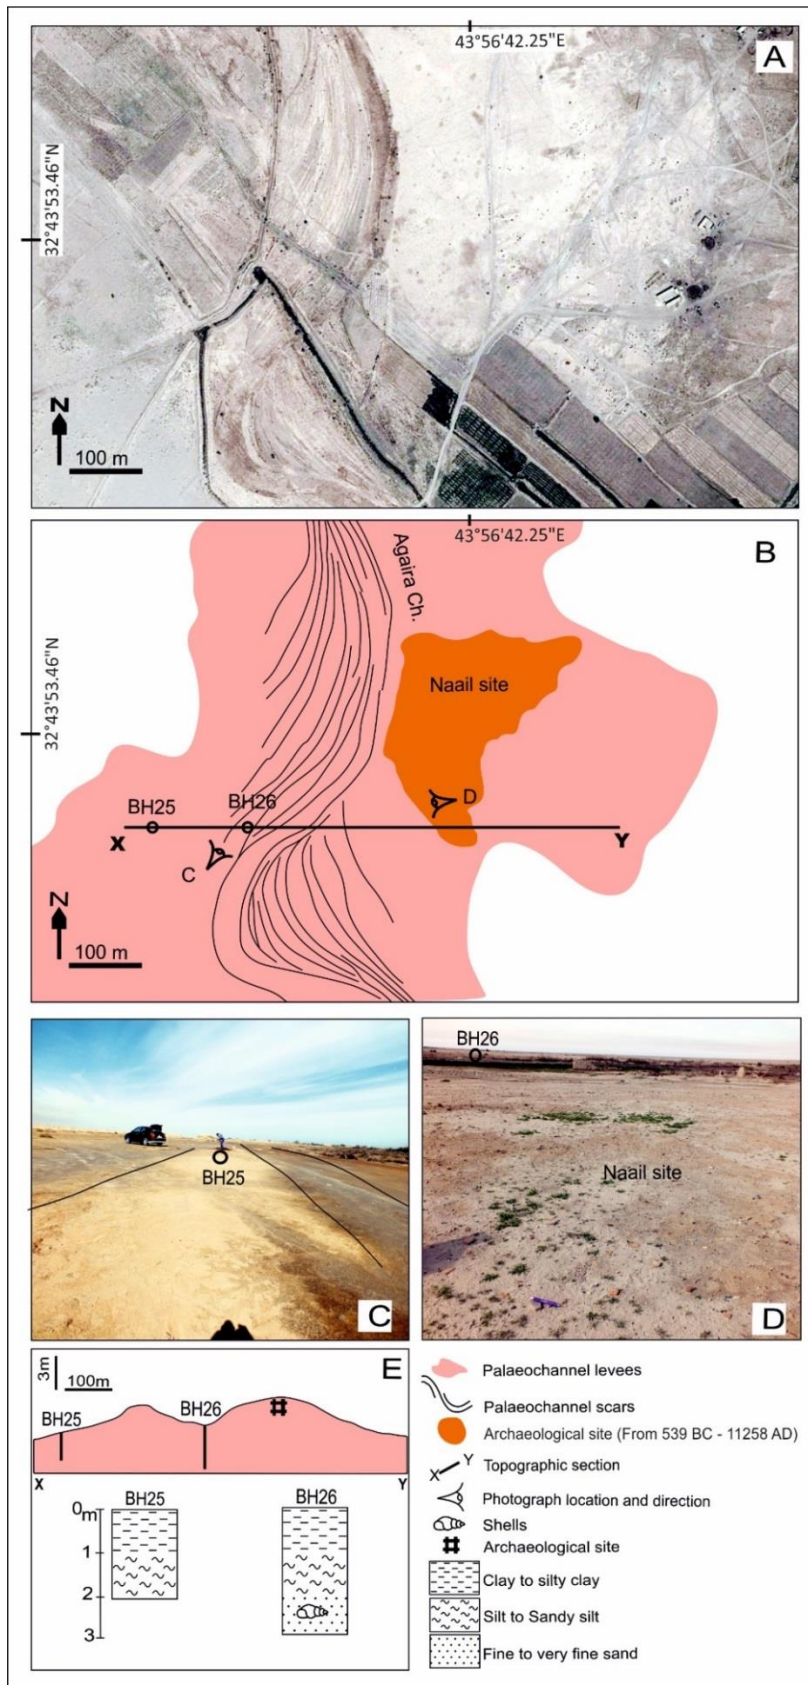 43°56'42.25"E
A
32°43'53.46"N
N
100 m
43°56'42.25"E
B
Agaira Ch.
32°43'53.46"N
Naail site
D
BH25
BH26
X
Y
C
N
100 m
BH25
C
BH26
Naail site
D
3m
100m
E
BH25
BH26
X
Y
BH25
BH26
0m
1
2
3
Palaeochannel levees
Palaeochannel scars
Archaeological site (From 539 BC - 11258 AD)
X Y Topographic section
Photograph location and direction
Shells
Archaeological site
Clay to silty clay
Silt to Sandy silt
Fine to very fine sand